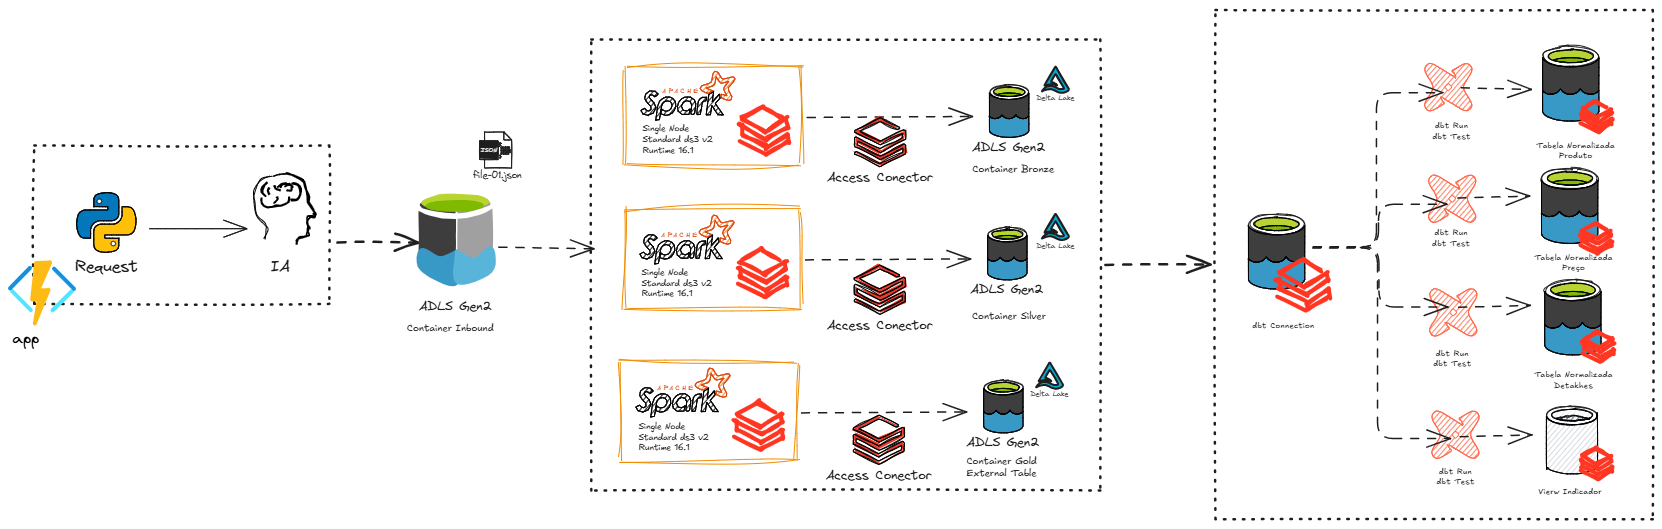 Request
IA
app
JSON
file-01.json
ADLS Gen2
Container Inbound
APACHE
Spark
Single Node
Standard ds3 v2
Runtime 16.1
Access Conector
Delta Lake
ADLS Gen2
Container Bronze
APACHE
Spark
Single Node
Standard ds3 v2
Runtime 16.1
Access Conector
Delta Lake
ADLS Gen2
Container Silver
APACHE
Spark
Single Node
Standard ds3 v2
Runtime 16.1
Access Conector
Delta Lake
ADLS Gen2
Container Gold
External Table
dbt Connection
dbt Run
dbt Test
Tabela Normalizada
Produto
dbt Run
dbt Test
Tabela Normalizada
Preço
dbt Run
dbt Test
Tabela Normalizada
Detakhes
dbt Run
dbt Test
Vierw Indicador